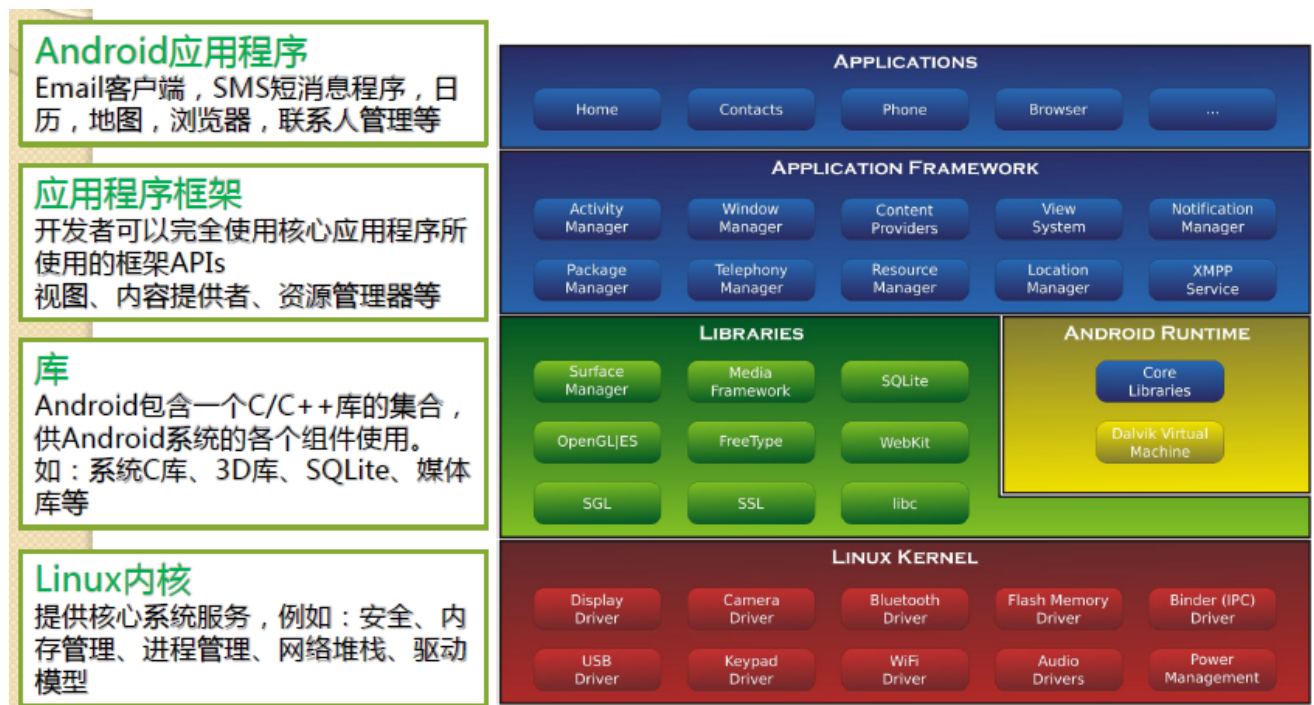 Android应用程序
Email客户端，SMS短消息程序，日
历，地图，浏览器，联系人管理等
应用程序框架
开发者可以完全使用核心应用程序所
使用的框架APIs
视图、内容提供者、资源管理器等
库
Android包含一个C/C++库的集合，
供Android系统的各个组件使用。
如：系统C库、3D库、SQLite、媒体
库等
Linux内核
提供核心系统服务，例如：安全、内
存管理、进程管理、网络堆栈、驱动
模型
APPLICATIONS
Home
Contacts
Phone
Browser
...
APPLICATION FRAMEWORK
Activity
Manager
Window
Manager
Content
Providers
View
System
Notification
Manager
Package
Manager
Telephony
Manager
Resource
Manager
Location
Manager
XMPP
Service
LIBRARIES
Surface
Manager
Media
Framework
SQLite
OpenGL|ES
FreeType
WebKit
SGL
SSL
libc
ANDROID RUNTIME
Core
Libraries
Dalvik Virtual
Machine
LINUX KERNEL
Display
Driver
Camera
Driver
Bluetooth
Driver
Flash Memory
Driver
Binder (IPC)
Driver
USB
Driver
Keypad
Driver
WiFi
Driver
Audio
Drivers
Power
Management